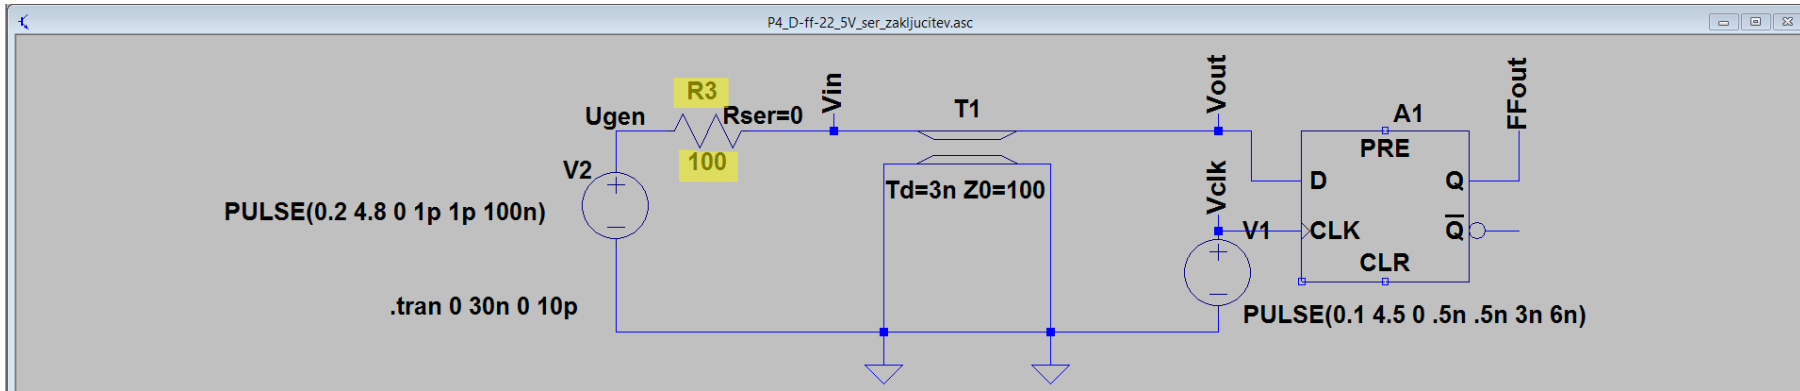 P4_D-ff-22_5V_ser_zakljucitev.asc
R3
Ugen
Rser=0
Vin
T1
Vout
A1
FFout
100
PRE
V2
Td=3n Z0=100
Vclk
D
Q
PULSE(0.2 4.8 0 1p 1p 100n)
V1
CLK
Q
CLR
.tran 0 30n 0 10p
PULSE(0.1 4.5 0 .5n .5n 3n 6n)